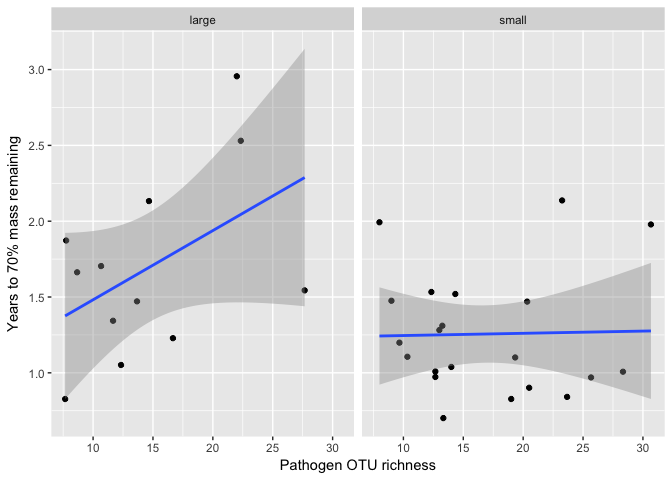 large small
3.0
2.5
2.0
1.5
1.0
Years to 70% mass remaining
10 15 20 25 30 10 15 20 25 30
Pathogen OTU richness